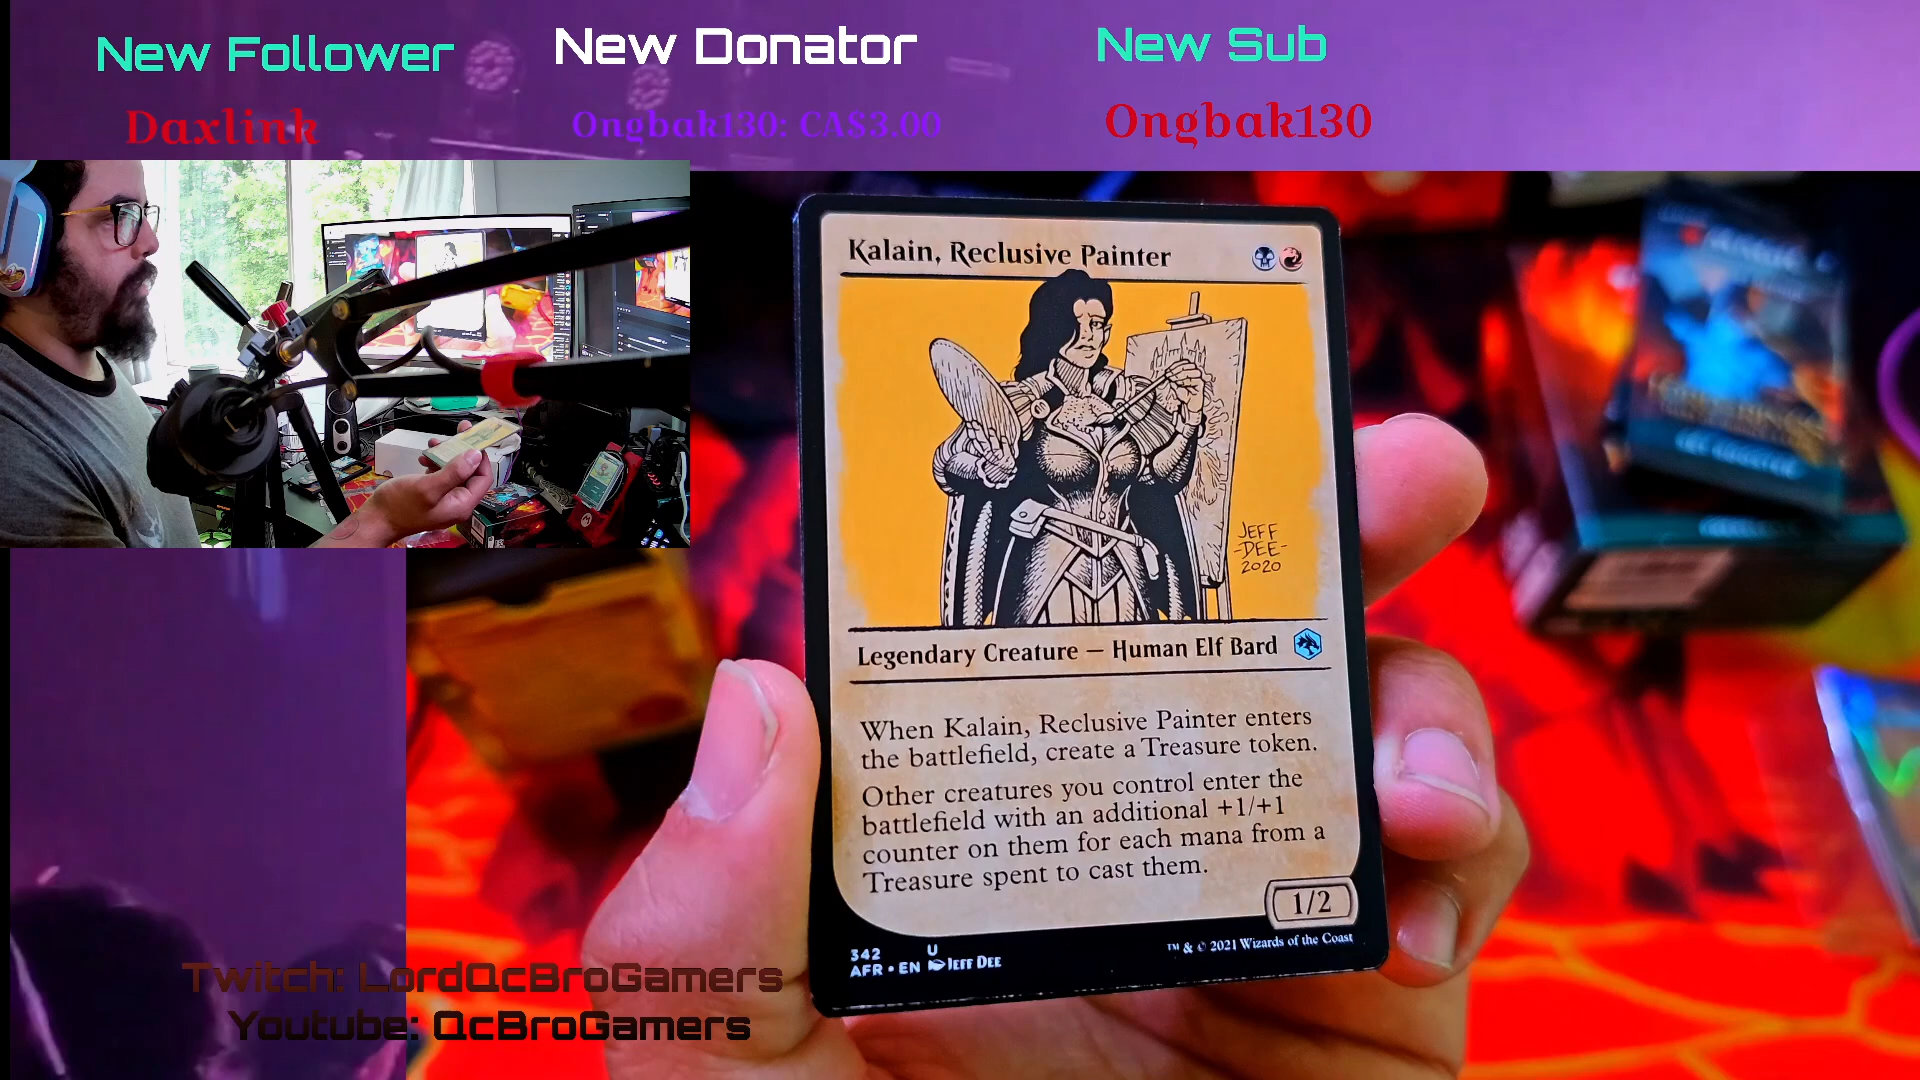 New Follower
New Donator
New Sub
Daxlink
Ongbak130: CA$3.00
Ongbak130
Kalain, Reclusive Painter
JEFF
-DEE-
2020
Legendary Creature — Human Elf Bard
When Kalain, Reclusive Painter enters
the battlefield, create a Treasure token.
Other creatures you control enter the
battlefield with an additional +1/+1
counter on them for each mana from a
Treasure spent to cast them.
1/2
342 U
AFR • EN JEFF DEE
™ & © 2021 Wizards of the Coast
Twitch: LordQcBroGamers
Youtube: QcBroGamers